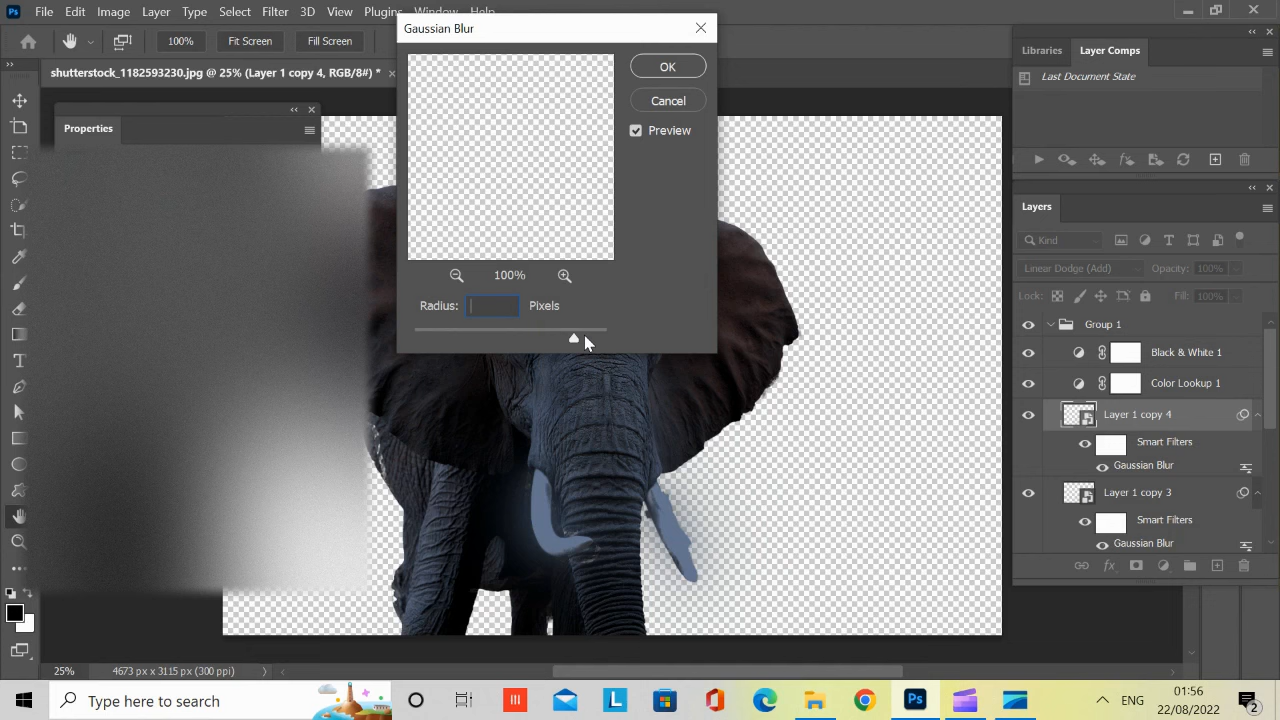 Ps File Edit Image Layer Type Select Filter 3D View Plugins Window Help
100% Fit Screen Fill Screen
shutterstock_1182593230.jpg @ 25% (Layer 1 copy 4, RGB/8#) * ×
Properties
Gaussian Blur
OK
Cancel
Preview
100%
Radius: Pixels
Libraries Layer Comps
Last Document State
Layers
Kind
Linear Dodge (Add) Opacity: 100%
Lock: Fill: 100%
Group 1
Black & White 1
Color Lookup 1
Layer 1 copy 4
Smart Filters
Gaussian Blur
Layer 1 copy 3
Smart Filters
Gaussian Blur
25% 4673 px x 3115 px (300 ppi)
Type here to search
L
Ps
ENG
01:56
22/08/2022
2